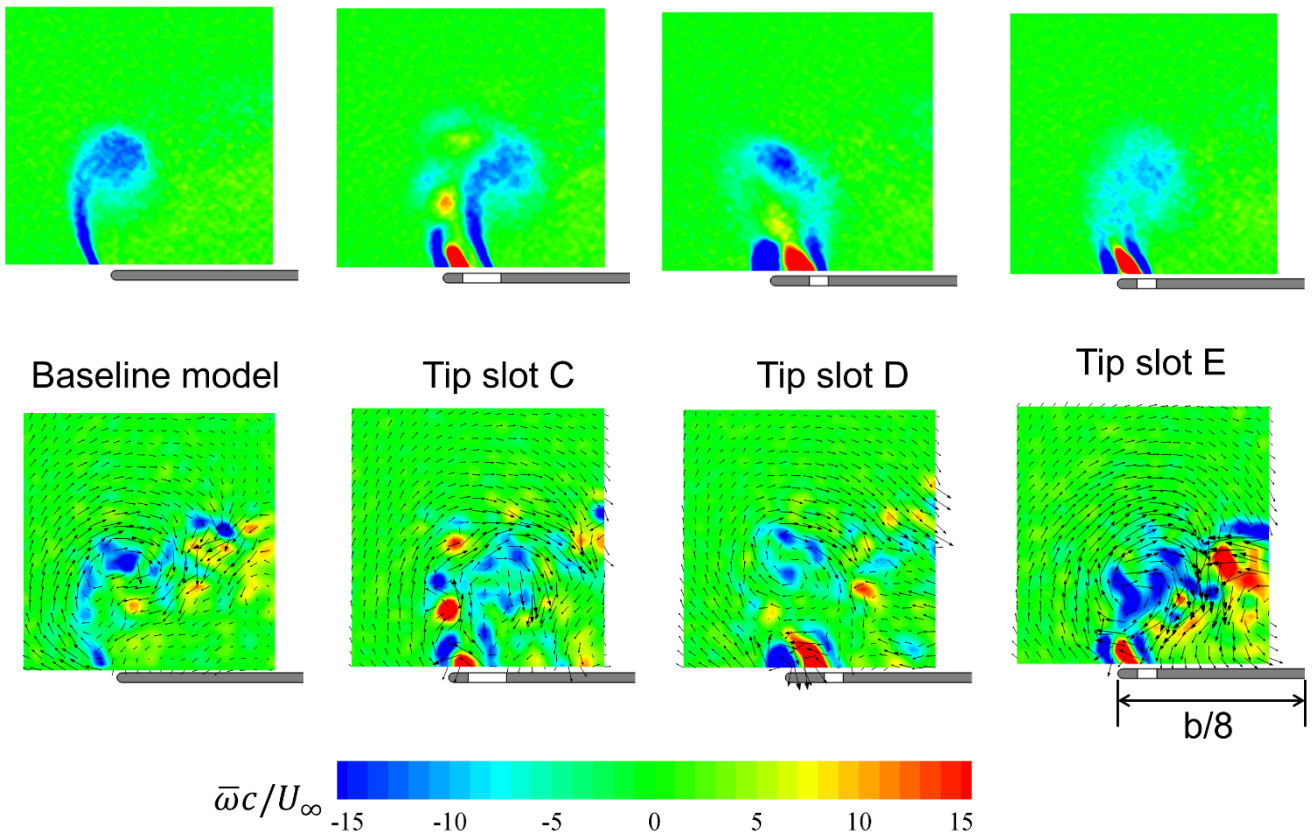 Baseline model
Tip slot C
Tip slot D
Tip slot E
b/8
ω̅c/U∞
-15 -10 -5 0 5 10 15